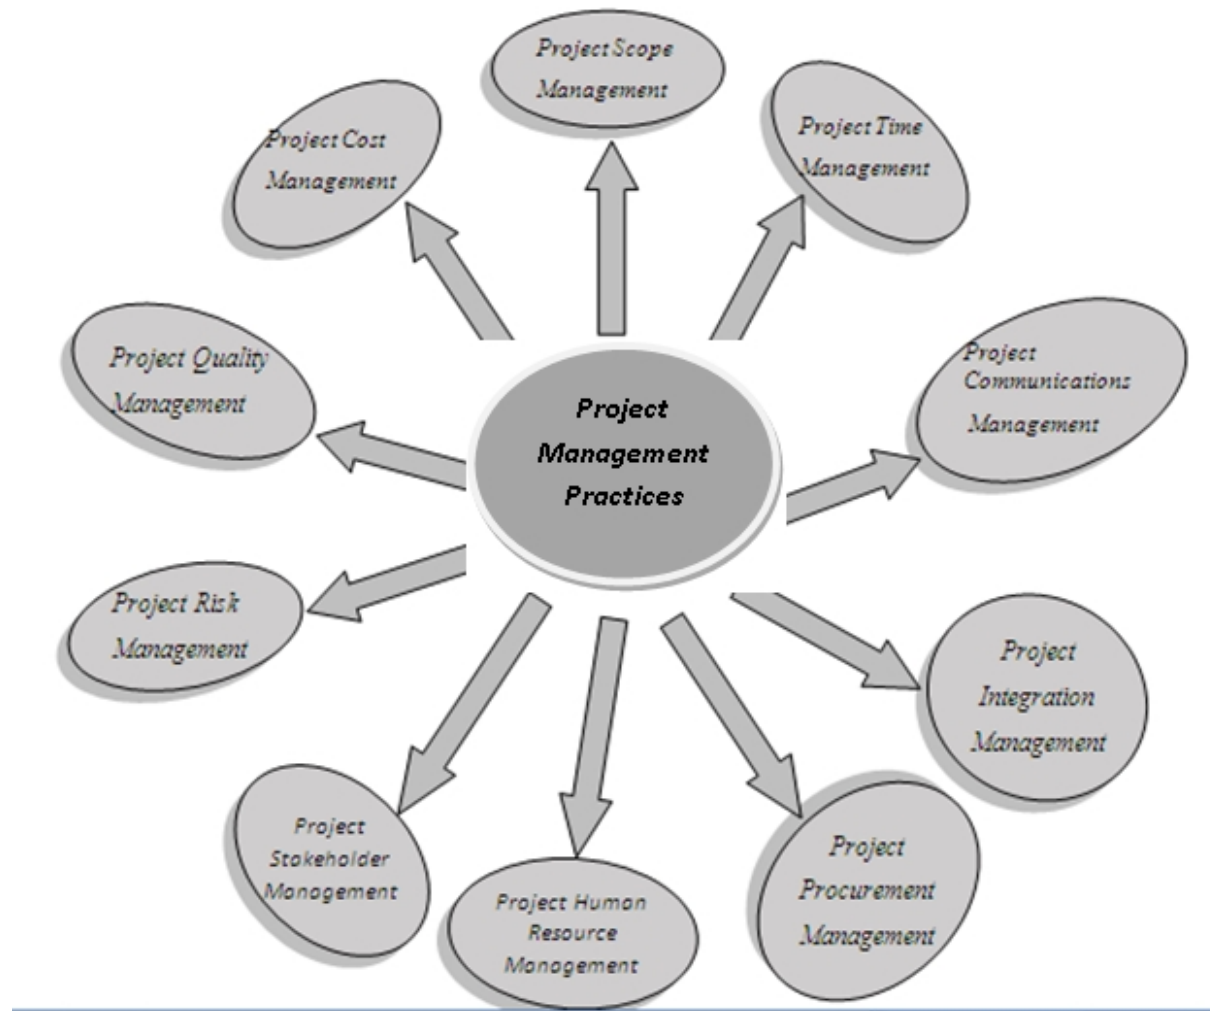 Project Scope
Management
Project Time
Management
Project Cost
Management
Project
Communications
Management
Project Quality
Management
Project
Management
Practices
Project Risk
Management
Project
Integration
Management
Project
Stakeholder
Management
Project Human
Resource
Management
Project
Procurement
Management